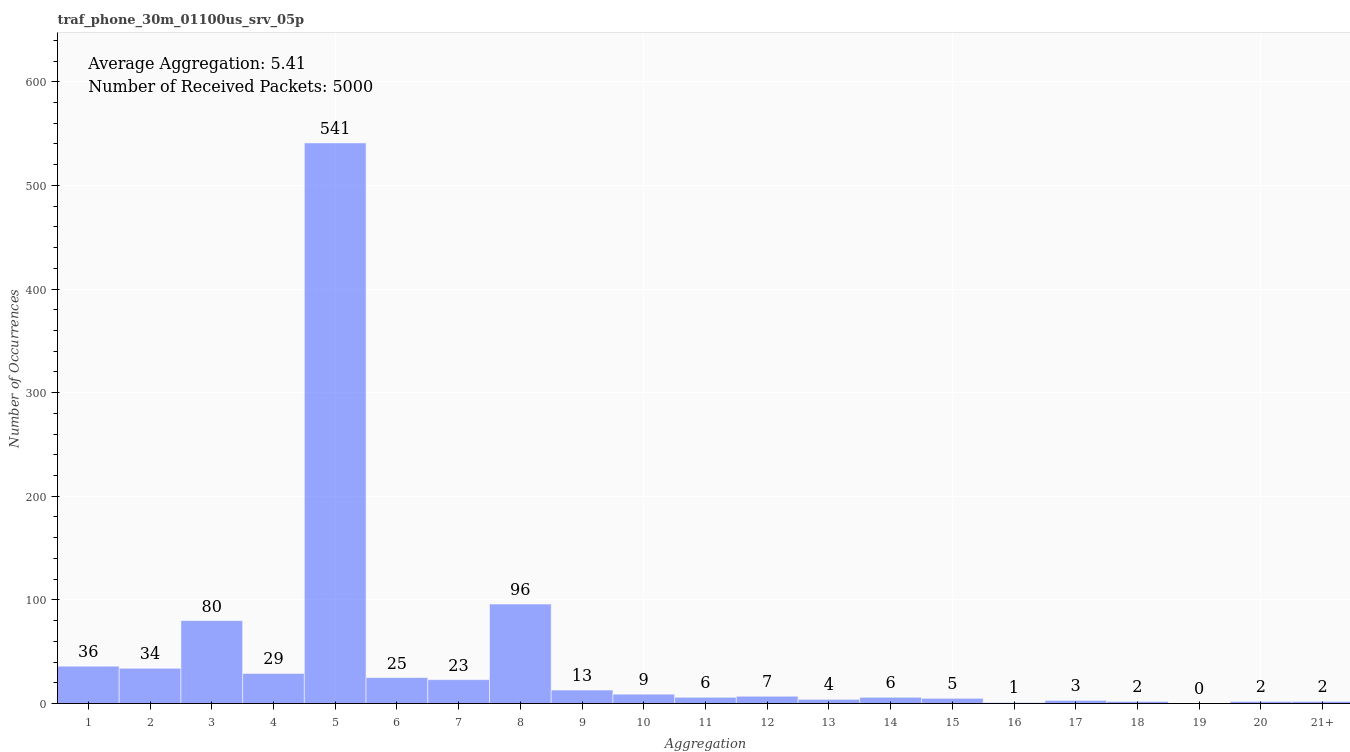 traf_phone_30m_01100us_srv_05p
Average Aggregation: 5.41
Number of Received Packets: 5000
600
500
400
300
200
100
0
Number of Occurrences
36 34 80 29 541 25 23 96 13 9 6 7 4 6 5 1 3 2 0 2 2
1 2 3 4 5 6 7 8 9 10 11 12 13 14 15 16 17 18 19 20 21+
Aggregation